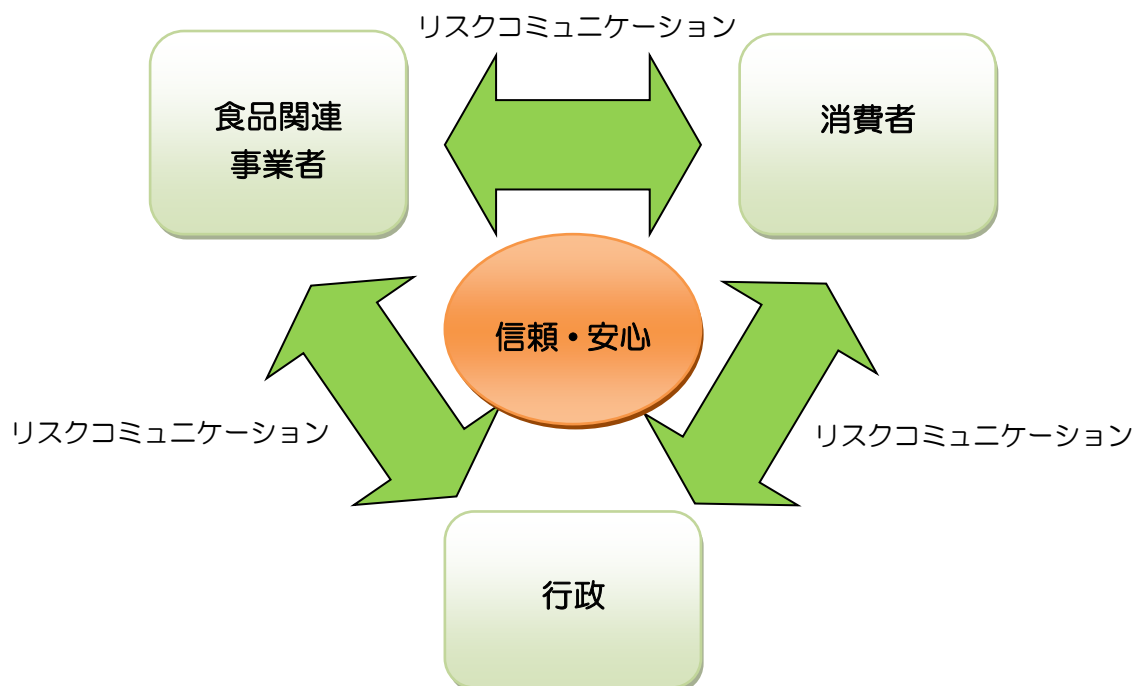 リスクコミュニケーション
食品関連
事業者
消費者
信頼・安心
リスクコミュニケーション
リスクコミュニケーション
行政